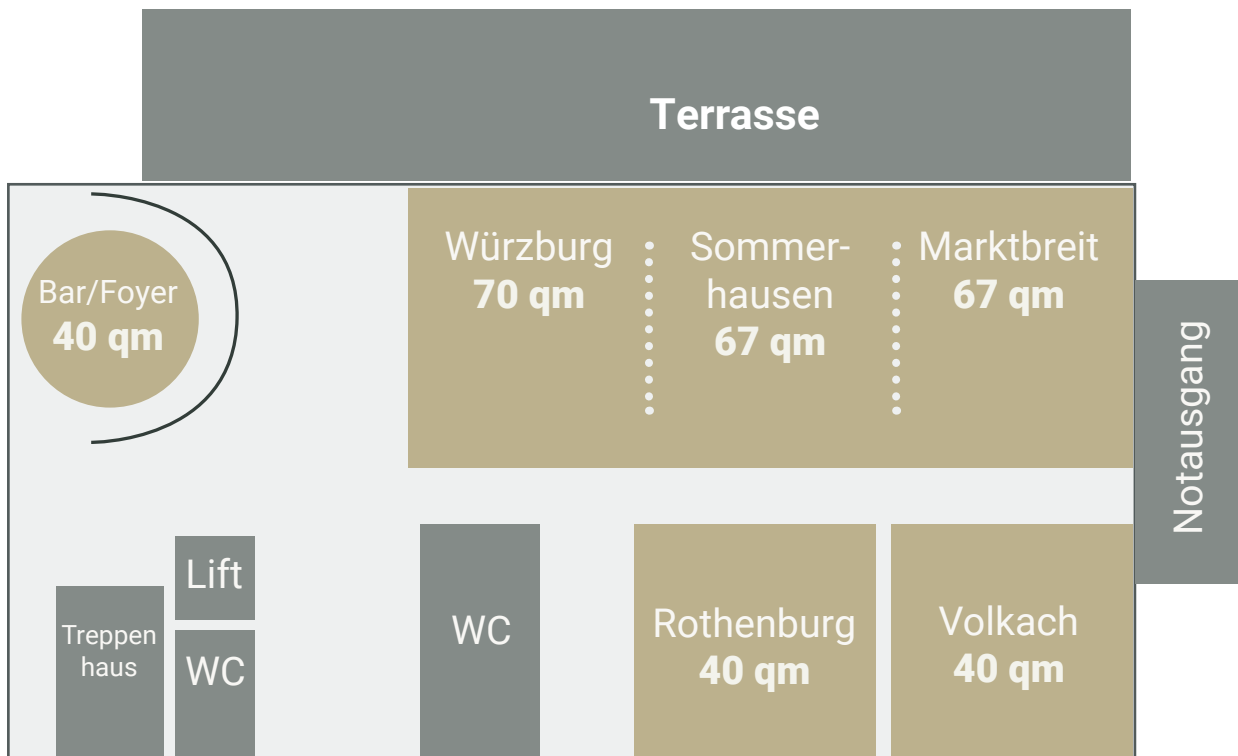 Terrasse
Bar/Foyer
40 qm
Würzburg
70 qm
Sommer-
hausen
67 qm
Marktbreit
67 qm
Notausgang
Lift
Treppen
haus
WC
WC
Rothenburg
40 qm
Volkach
40 qm